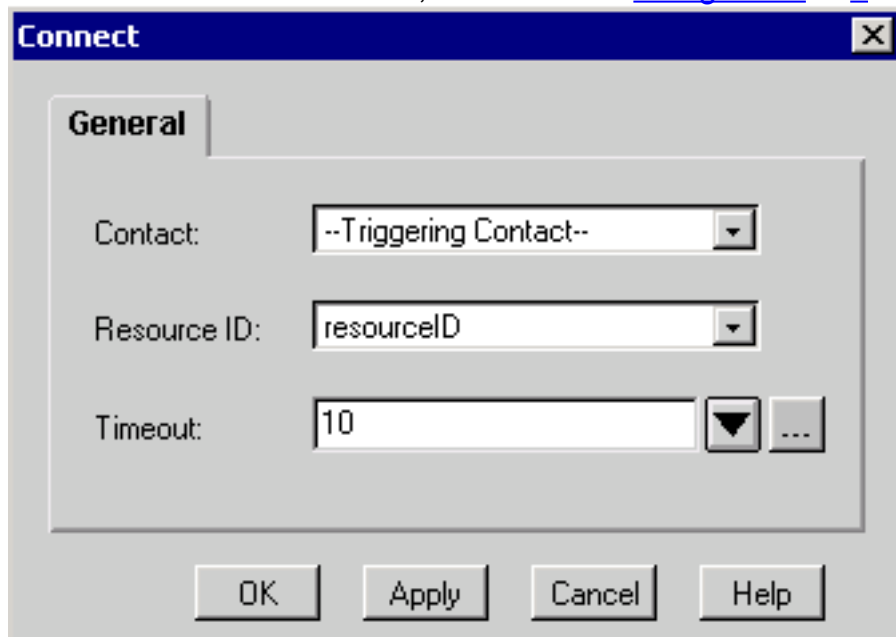 Connect
General
Contact: --Triggering Contact--
Resource ID: resourceID
Timeout: 10 ...
OK Apply Cancel Help